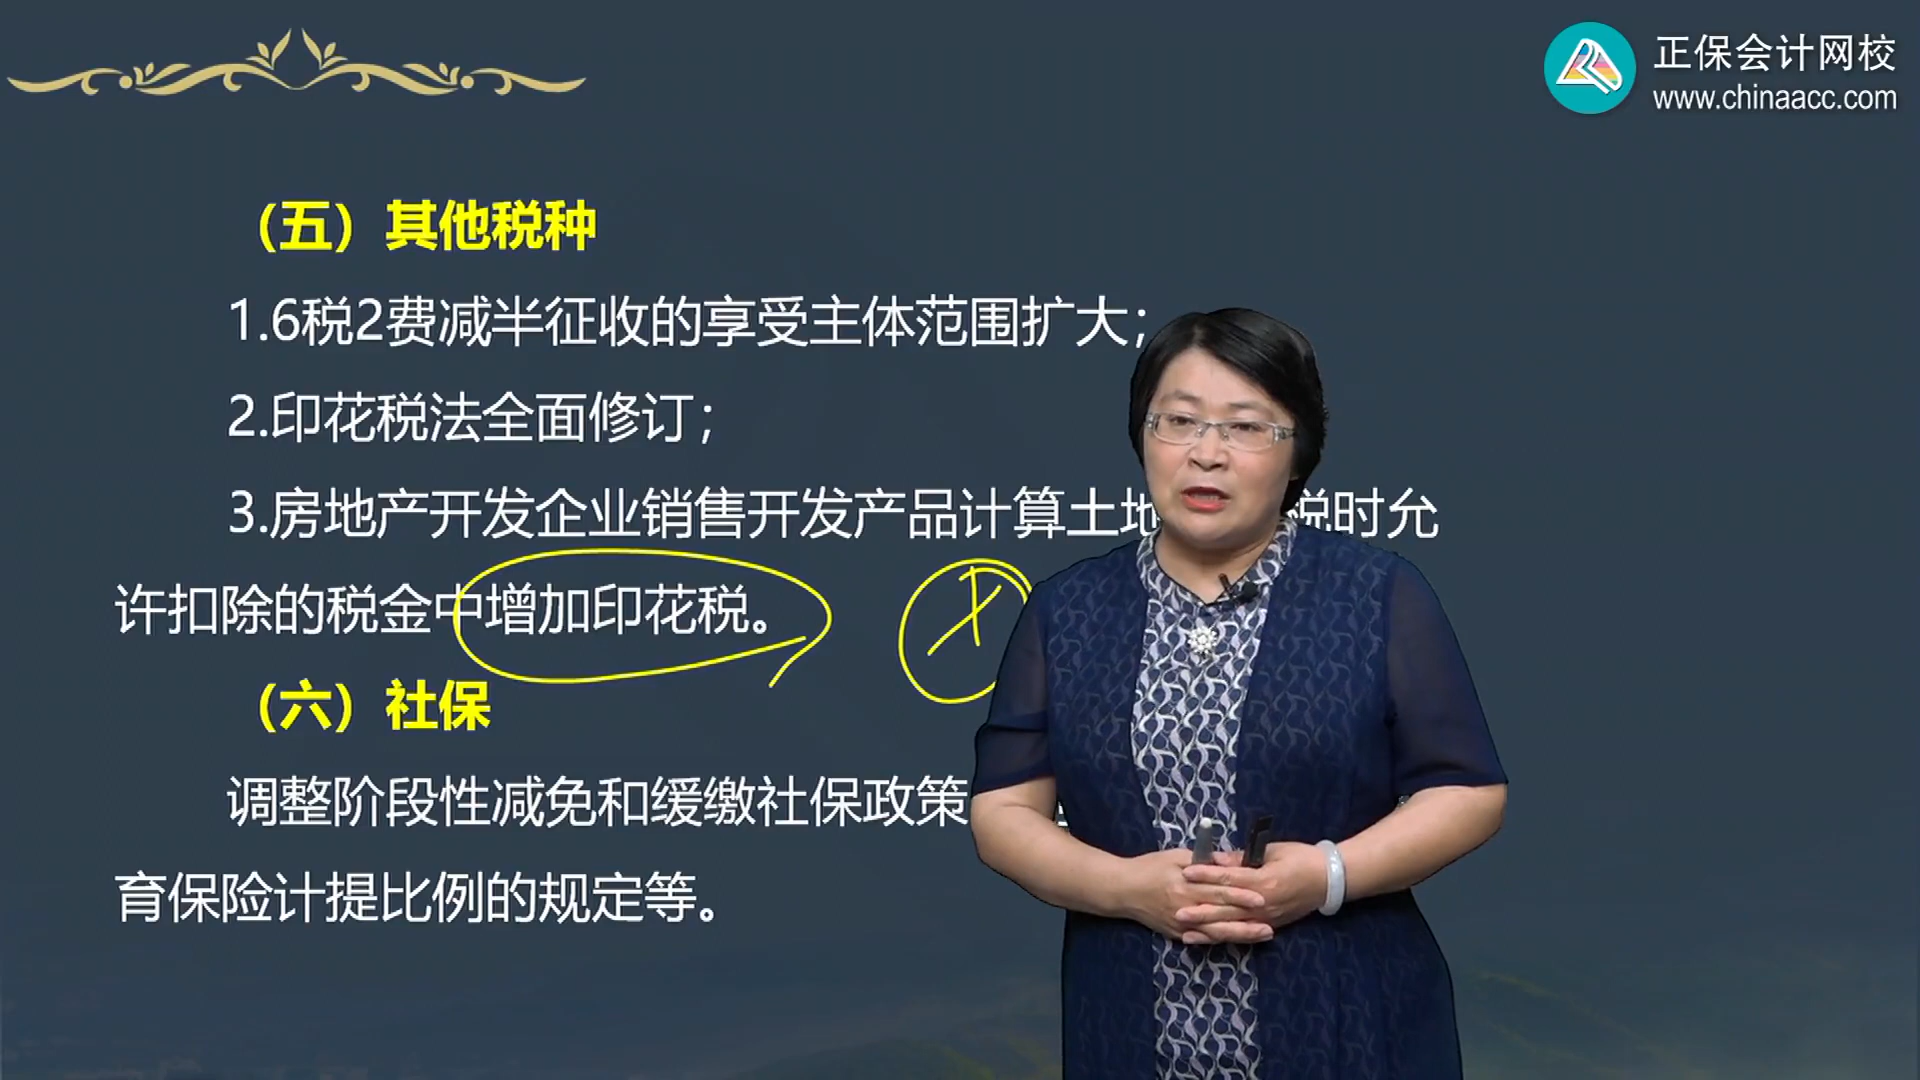 正保会计网校
www.chinaacc.com
（五）其他税种
1.6税2费减半征收的享受主体范围扩大；
2.印花税法全面修订；
3.房地产开发企业销售开发产品计算土地 税时允
许扣除的税金中增加印花税。
（六）社保
调整阶段性减免和缓缴社保政策
育保险计提比例的规定等。